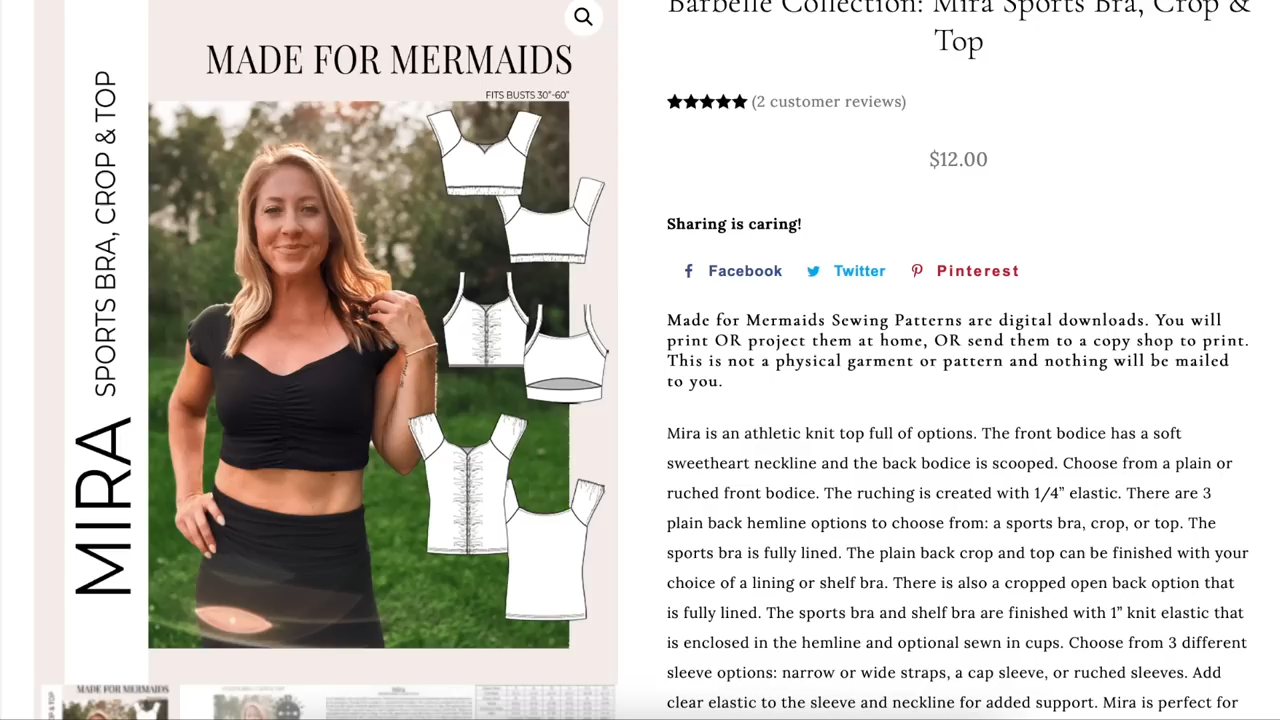 MADE FOR MERMAIDS
FITS BUSTS 30"-60"
MIRA SPORTS BRA, CROP & TOP
Barbelle Collection: Mira Sports Bra, Crop &
Top
(2 customer reviews)
$12.00
Sharing is caring!
Facebook Twitter Pinterest
Made for Mermaids Sewing Patterns are digital downloads. You will
print OR project them at home, OR send them to a copy shop to print.
This is not a physical garment or pattern and nothing will be mailed
to you.
Mira is an athletic knit top full of options. The front bodice has a soft
sweetheart neckline and the back bodice is scooped. Choose from a plain or
ruched front bodice. The ruching is created with 1/4” elastic. There are 3
plain back hemline options to choose from: a sports bra, crop, or top. The
sports bra is fully lined. The plain back crop and top can be finished with your
choice of a lining or shelf bra. There is also a cropped open back option that
is fully lined. The sports bra and shelf bra are finished with 1” knit elastic that
is enclosed in the hemline and optional sewn in cups. Choose from 3 different
sleeve options: narrow or wide straps, a cap sleeve, or ruched sleeves. Add
clear elastic to the sleeve and neckline for added support. Mira is perfect for
MADE FOR MERMAIDS